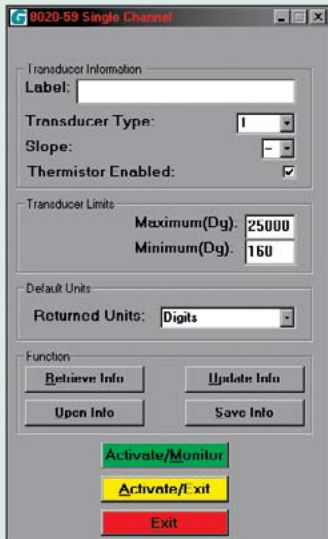 8020-59 Single Channel
Transducer Information
Label:
Transducer Type: 1
Slope: -
Thermistor Enabled:
Transducer Limits
Maximum(Dg): 25000
Minimum(Dg): 160
Default Units
Returned Units: Digits
Function
Retrieve Info Update Info
Open Info Save Info
Activate/Monitor
Activate/Exit
Exit